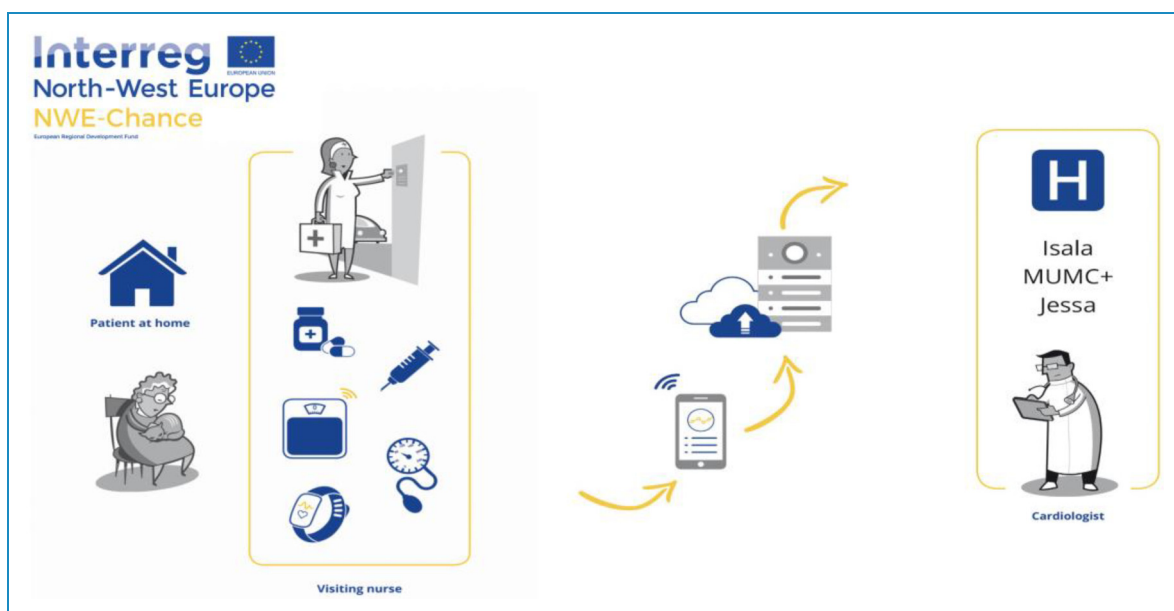 Interreg
EUROPEAN UNION
North-West Europe
NWE-Chance
European Regional Development Fund
Patient at home
Visiting nurse
H
Isala
MUMC+
Jessa
Cardiologist